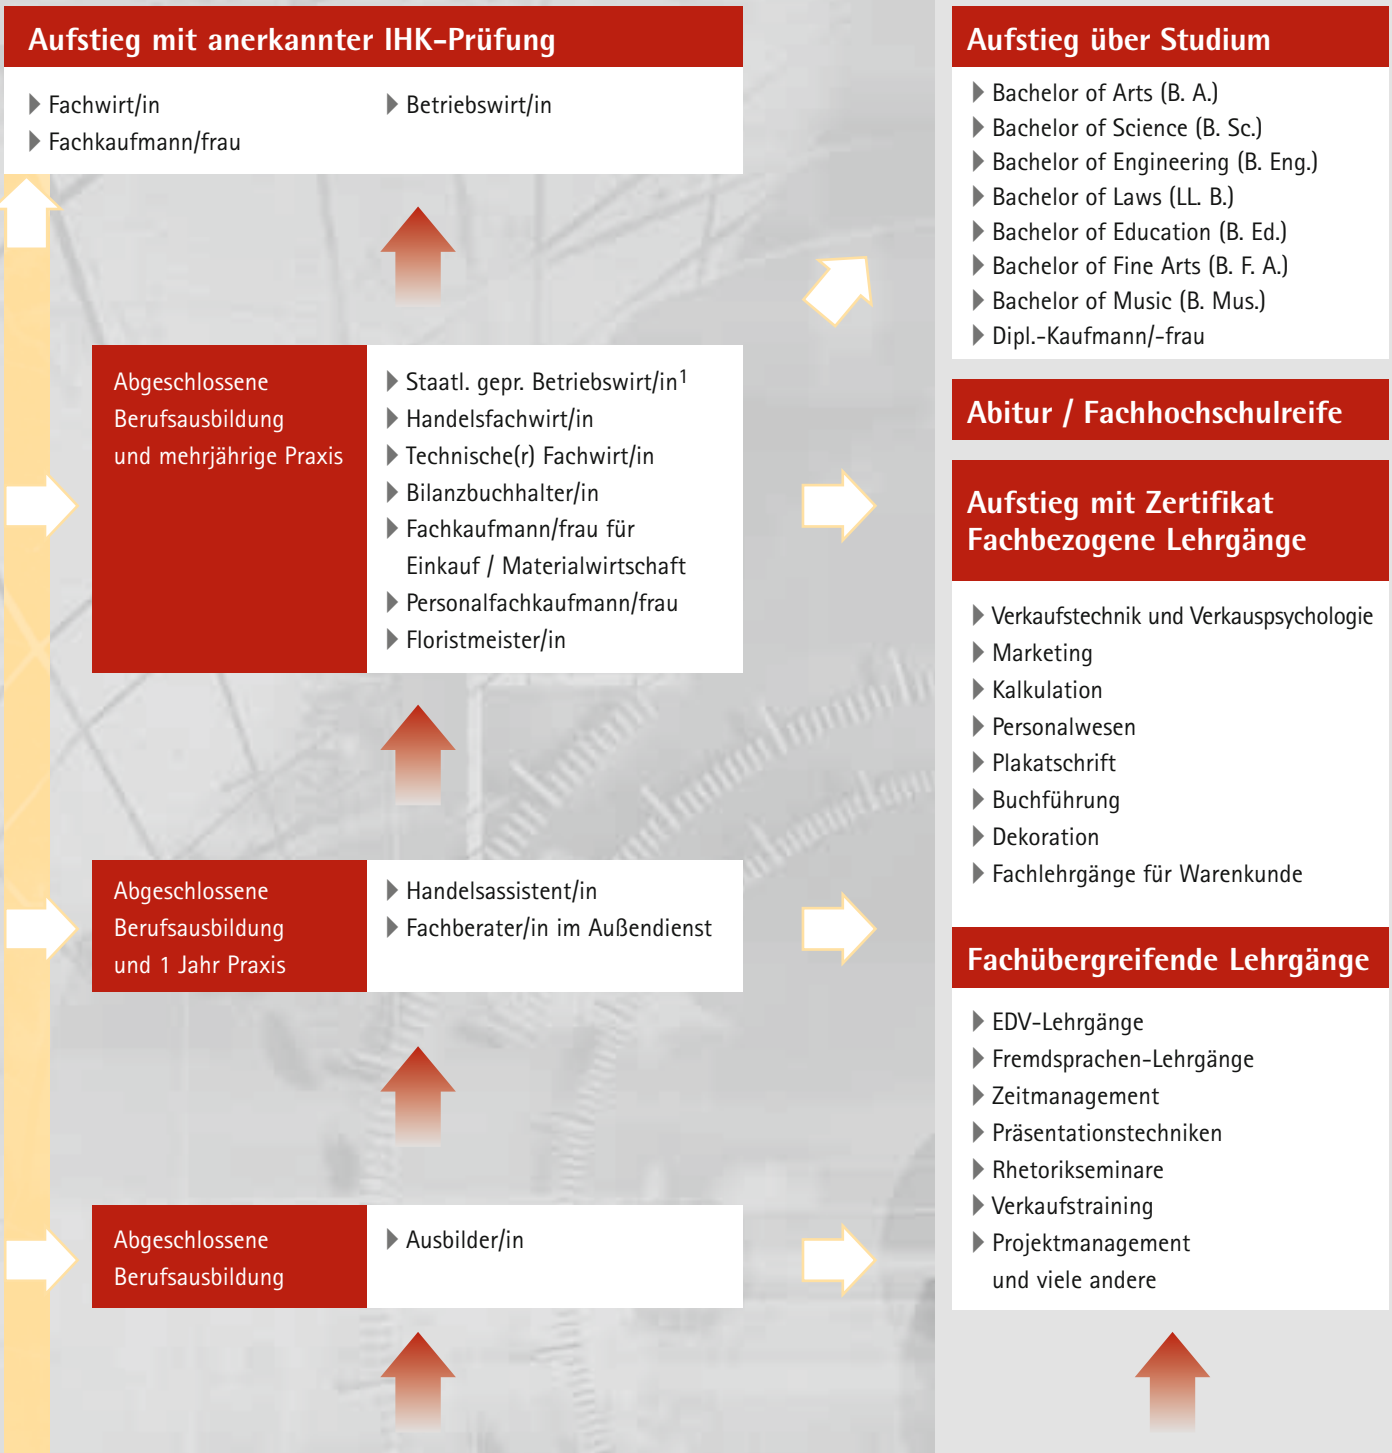 Aufstieg mit anerkannter IHK-Prüfung
Fachwirt/in
Fachkaufmann/frau
Betriebswirt/in
Abgeschlossene
Berufsausbildung
und mehrjährige Praxis
Staatl. gepr. Betriebswirt/in1
Handelsfachwirt/in
Technische(r) Fachwirt/in
Bilanzbuchhalter/in
Fachkaufmann/frau für
Einkauf / Materialwirtschaft
Personalfachkaufmann/frau
Floristmeister/in
Abgeschlossene
Berufsausbildung
und 1 Jahr Praxis
Handelsassistent/in
Fachberater/in im Außendienst
Abgeschlossene
Berufsausbildung
Ausbilder/in
Aufstieg über Studium
Bachelor of Arts (B. A.)
Bachelor of Science (B. Sc.)
Bachelor of Engineering (B. Eng.)
Bachelor of Laws (LL. B.)
Bachelor of Education (B. Ed.)
Bachelor of Fine Arts (B. F. A.)
Bachelor of Music (B. Mus.)
Dipl.-Kaufmann/-frau
Abitur / Fachhochschulreife
Aufstieg mit Zertifikat
Fachbezogene Lehrgänge
Verkaufstechnik und Verkauspsychologie
Marketing
Kalkulation
Personalwesen
Plakatschrift
Buchführung
Dekoration
Fachlehrgänge für Warenkunde
Fachübergreifende Lehrgänge
EDV-Lehrgänge
Fremdsprachen-Lehrgänge
Zeitmanagement
Präsentationstechniken
Rhetorikseminare
Verkaufstraining
Projektmanagement
und viele andere